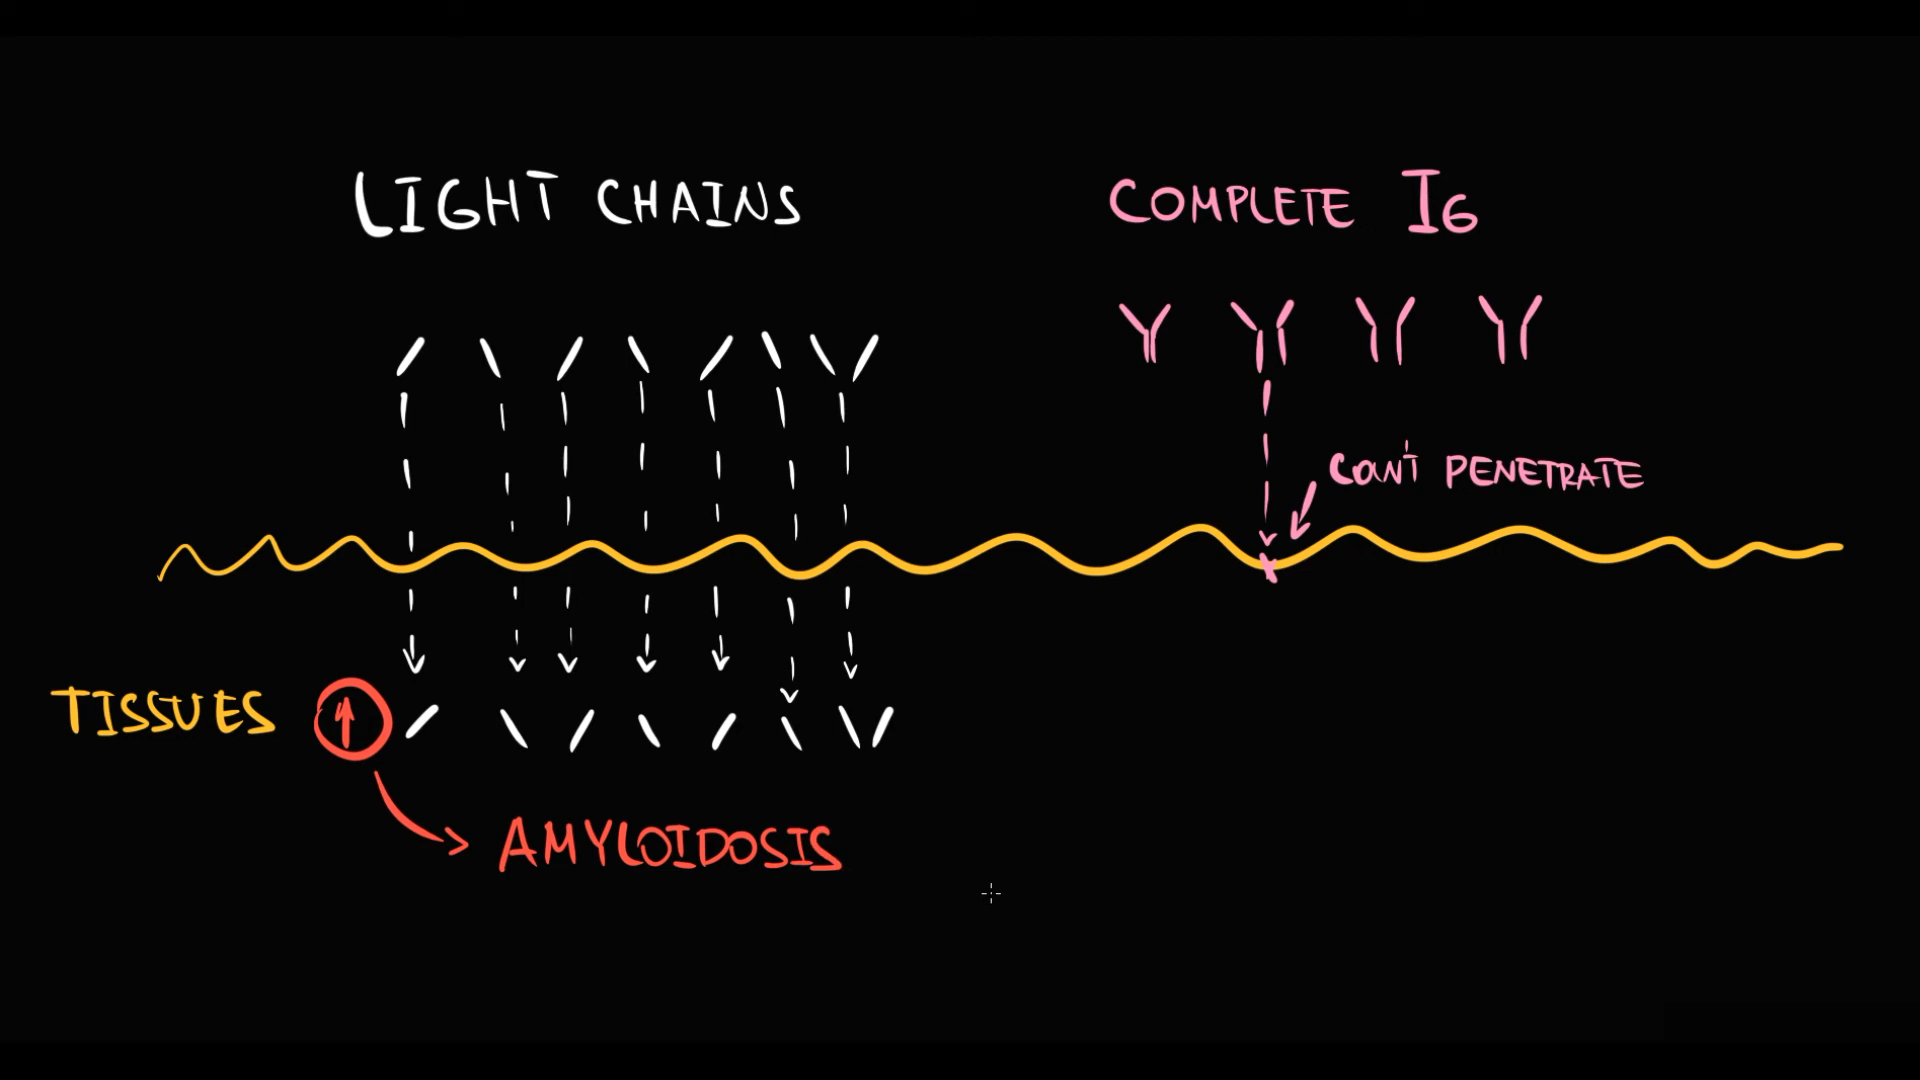 LIGHT CHAINS
COMPLETE IG
CAN'T PENETRATE
TISSUES ↑
AMYLOIDOSIS